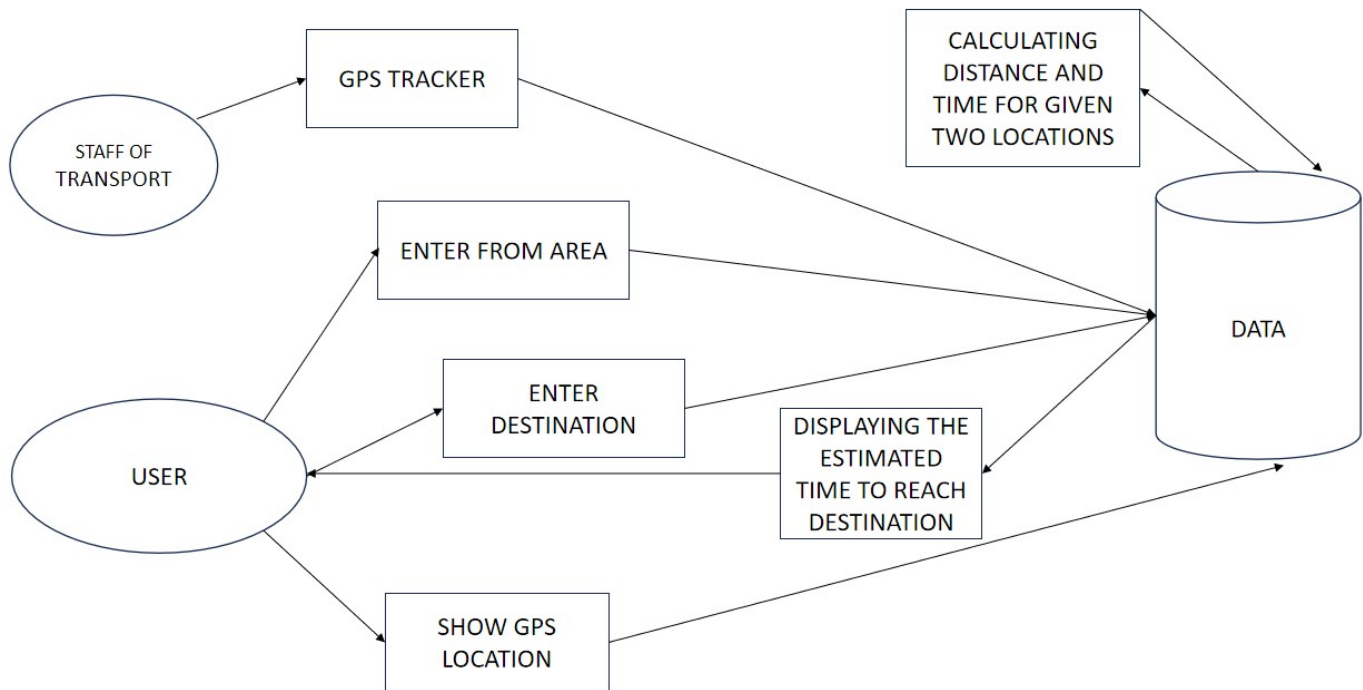 GPS TRACKER
CALCULATING
DISTANCE AND
TIME FOR GIVEN
TWO LOCATIONS
STAFF OF
TRANSPORT
ENTER FROM AREA
DATA
ENTER
DESTINATION
DISPLAYING THE
ESTIMATED
TIME TO REACH
DESTINATION
USER
SHOW GPS
LOCATION